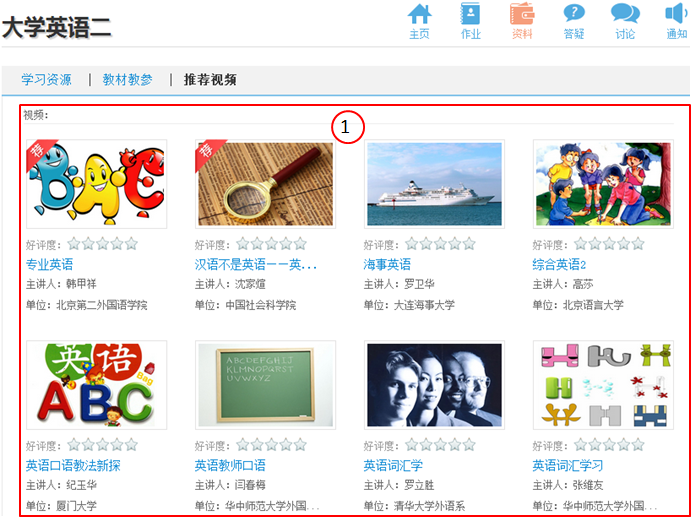 大学英语二
主页 作业 资料 答疑 讨论 通知
学习资源 | 教材教参 | 推荐视频
视频:
1
荐 BAC 荐
好评度: 好评度: 好评度: 好评度:
专业英语 汉语不是英语——英... 海事英语 综合英语2
主讲人: 韩甲祥 主讲人: 沈家煊 主讲人: 罗卫华 主讲人: 高莎
单位: 北京第二外国语学院 单位: 中国社会科学院 单位: 大连海事大学 单位: 北京语言大学
英语 gag ABC
ABCDEFGHIJ
KLMNOPQRST
UVWXYZ
好评度: 好评度: 好评度: 好评度:
英语口语教法新探 英语教师口语 英语词汇学 英语词汇学习
主讲人: 纪玉华 主讲人: 闫春梅 主讲人: 罗立胜 主讲人: 张维友
单位: 厦门大学 单位: 华中师范大学外国... 单位: 清华大学外语系 单位: 华中师范大学外国...